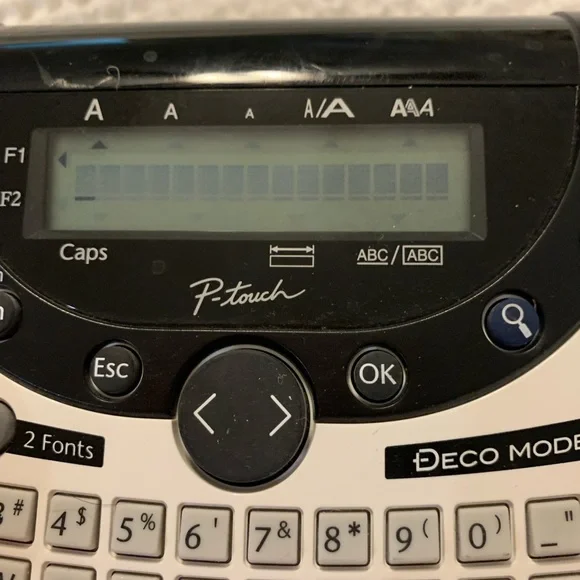 A A A A/A AAA
F1
F2
Caps ABC/ABC
P-touch
Esc OK
2 Fonts DECO MODE
# 4$ 5% 6' 7& 8* 9( 0) _"